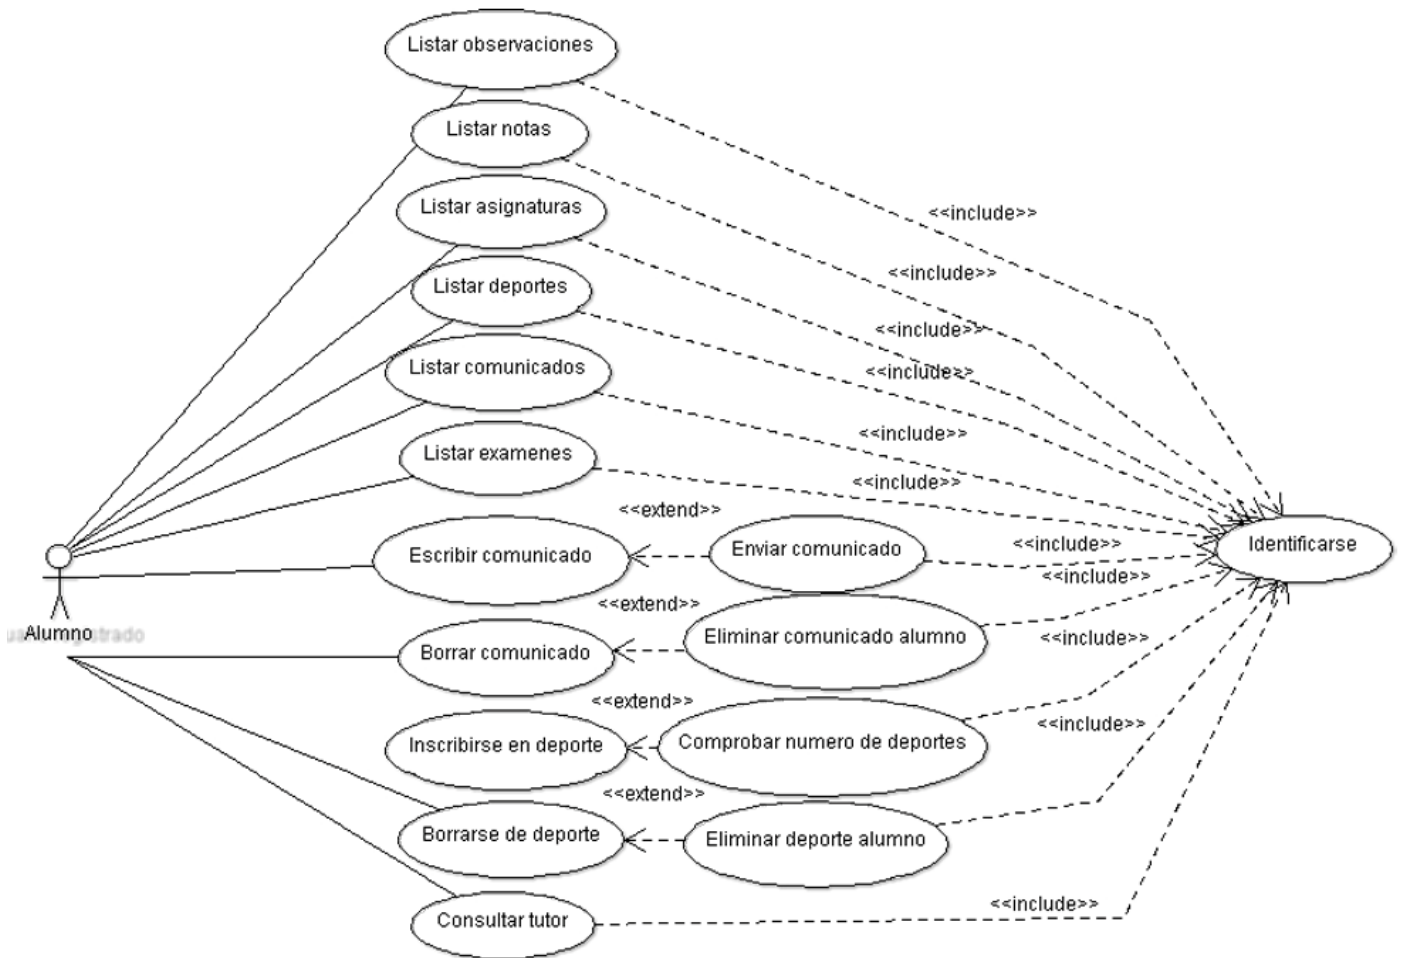 Listar observaciones
Listar notas
Listar asignaturas
<<include>>
<<include>>
Listar deportes
<<include>>
Listar comunicados
<<include>>
<<include>>
Listar examenes
<<include>>
<<extend>>
Escribir comunicado
Enviar comunicado
<<include>>
Identificarse
<<include>>
<<extend>>
Alumno
Eliminar comunicado alumno
<<include>>
Borrar comunicado
<<extend>>
Inscribirse en deporte
Comprobar numero de deportes
<<include>>
<<extend>>
Borrarse de deporte
Eliminar deporte alumno
<<include>>
Consultar tutor